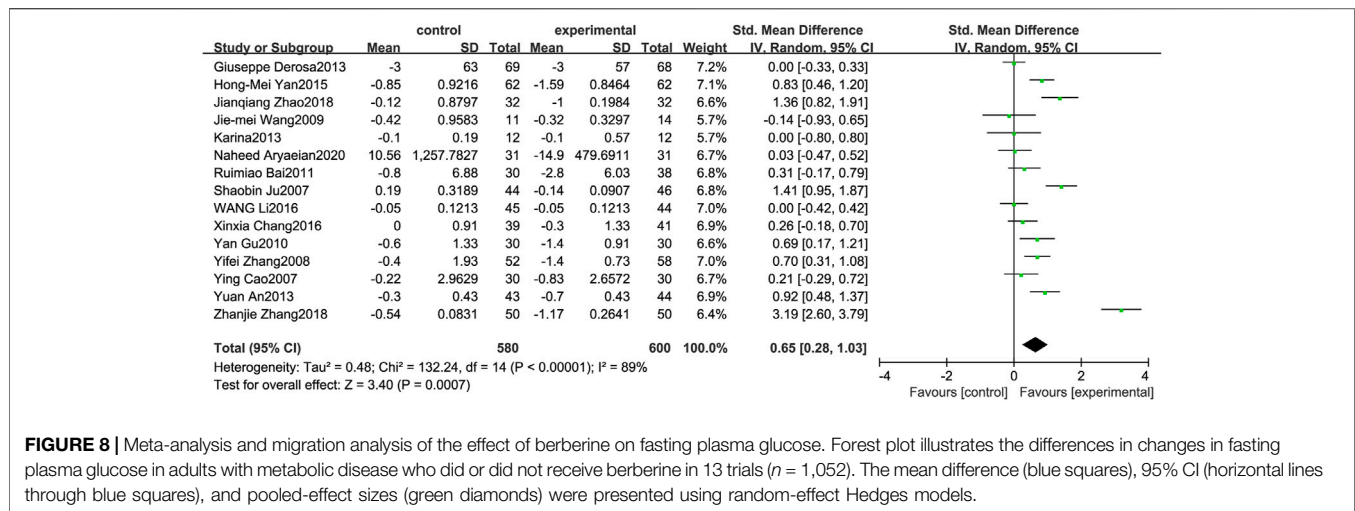 control experimental Std. Mean Difference Std. Mean Difference
Study or Subgroup Mean SD Total Mean SD Total Weight IV, Random, 95% CI IV, Random, 95% CI
Giuseppe Derosa2013 -3 63 69 -3 57 68 7.2% 0.00 [-0.33, 0.33]
Hong-Mei Yan2015 -0.85 0.9216 62 -1.59 0.8464 62 7.1% 0.83 [0.46, 1.20]
Jianqiang Zhao2018 -0.12 0.8797 32 -1 0.1984 32 6.6% 1.36 [0.82, 1.91]
Jie-mei Wang2009 -0.42 0.9583 11 -0.32 0.3297 14 5.7% -0.14 [-0.93, 0.65]
Karina2013 -0.1 0.19 12 -0.1 0.57 12 5.7% 0.00 [-0.80, 0.80]
Naheed Aryaeian2020 10.56 1,257.7827 31 -14.9 479.6911 31 6.7% 0.03 [-0.47, 0.52]
Ruimiao Bai2011 -0.8 6.88 30 -2.8 6.03 38 6.8% 0.31 [-0.17, 0.79]
Shaobin Ju2007 0.19 0.3189 44 -0.14 0.0907 46 6.8% 1.41 [0.95, 1.87]
WANG Li2016 -0.05 0.1213 45 -0.05 0.1213 44 7.0% 0.00 [-0.42, 0.42]
Xinxia Chang2016 0 0.91 39 -0.3 1.33 41 6.9% 0.26 [-0.18, 0.70]
Yan Gu2010 -0.6 1.33 30 -1.4 0.91 30 6.6% 0.69 [0.17, 1.21]
Yifei Zhang2008 -0.4 1.93 52 -1.4 0.73 58 7.0% 0.70 [0.31, 1.08]
Ying Cao2007 -0.22 2.9629 30 -0.83 2.6572 30 6.7% 0.21 [-0.29, 0.72]
Yuan An2013 -0.3 0.43 43 -0.7 0.43 44 6.9% 0.92 [0.48, 1.37]
Zhanjie Zhang2018 -0.54 0.0831 50 -1.17 0.2641 50 6.4% 3.19 [2.60, 3.79]
Total (95% CI) 580 600 100.0% 0.65 [0.28, 1.03]
Heterogeneity: Tau² = 0.48; Chi² = 132.24, df = 14 (P < 0.00001); I² = 89%
Test for overall effect: Z = 3.40 (P = 0.0007)
-4 -2 0 2 4
Favours [control] Favours [experimental]
FIGURE 8 | Meta-analysis and migration analysis of the effect of berberine on fasting plasma glucose. Forest plot illustrates the differences in changes in fasting
plasma glucose in adults with metabolic disease who did or did not receive berberine in 13 trials (n = 1,052). The mean difference (blue squares), 95% CI (horizontal lines
through blue squares), and pooled-effect sizes (green diamonds) were presented using random-effect Hedges models.